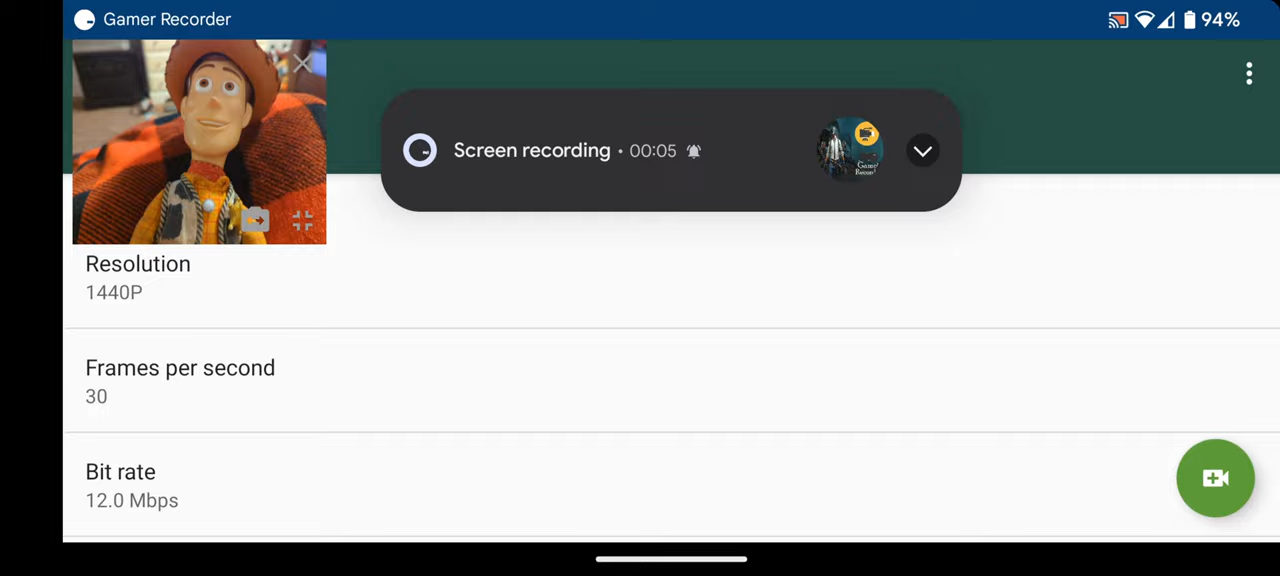 Gamer Recorder
94%
Screen recording • 00:05
Resolution
1440P
Frames per second
30
Bit rate
12.0 Mbps